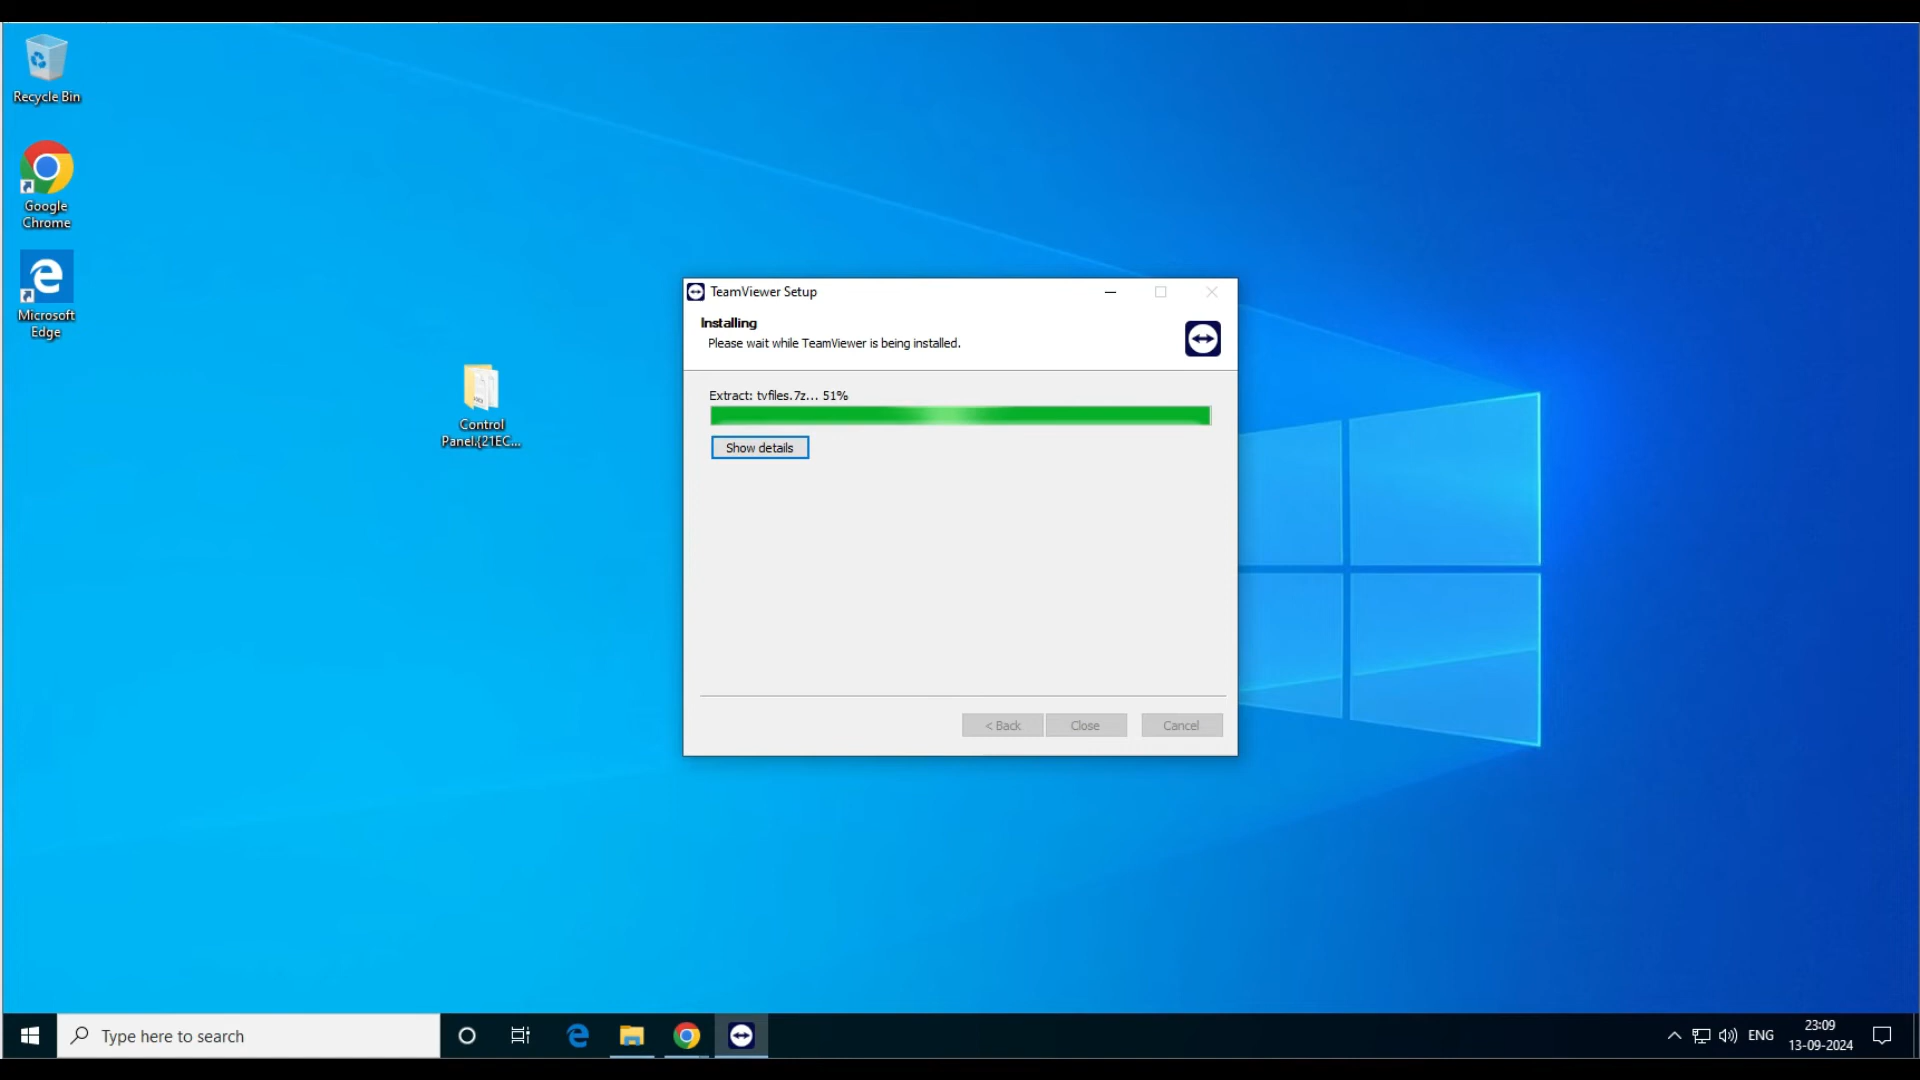 Recycle Bin
Google
Chrome
Microsoft
Edge
Control
Panel.{21EC...
TeamViewer Setup
Installing
Please wait while TeamViewer is being installed.
Extract: tvfiles.7z... 51%
Show details
< Back
Close
Cancel
Type here to search
ENG
23:09
13-09-2024